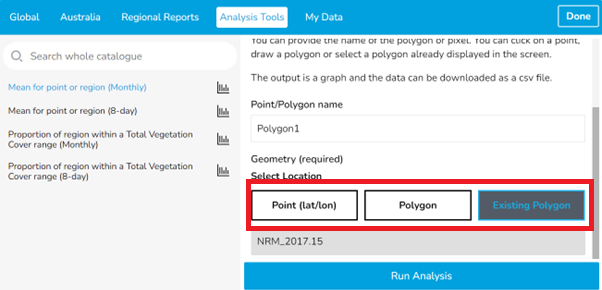 Global Australia Regional Reports Analysis Tools My Data Done
Search whole catalogue
Mean for point or region (Monthly)
Mean for point or region (8-day)
Proportion of region within a Total Vegetation
Cover range (Monthly)
Proportion of region within a Total Vegetation
Cover range (8-day)
You can provide the name of the polygon or pixel. You can click on a point,
draw a polygon or select a polygon already displayed in the screen.
The output is a graph and the data can be downloaded as a csv file.
Point/Polygon name
Polygon1
Geometry (required)
Select Location
Point (lat/lon) Polygon Existing Polygon
NRM_2017.15
Run Analysis